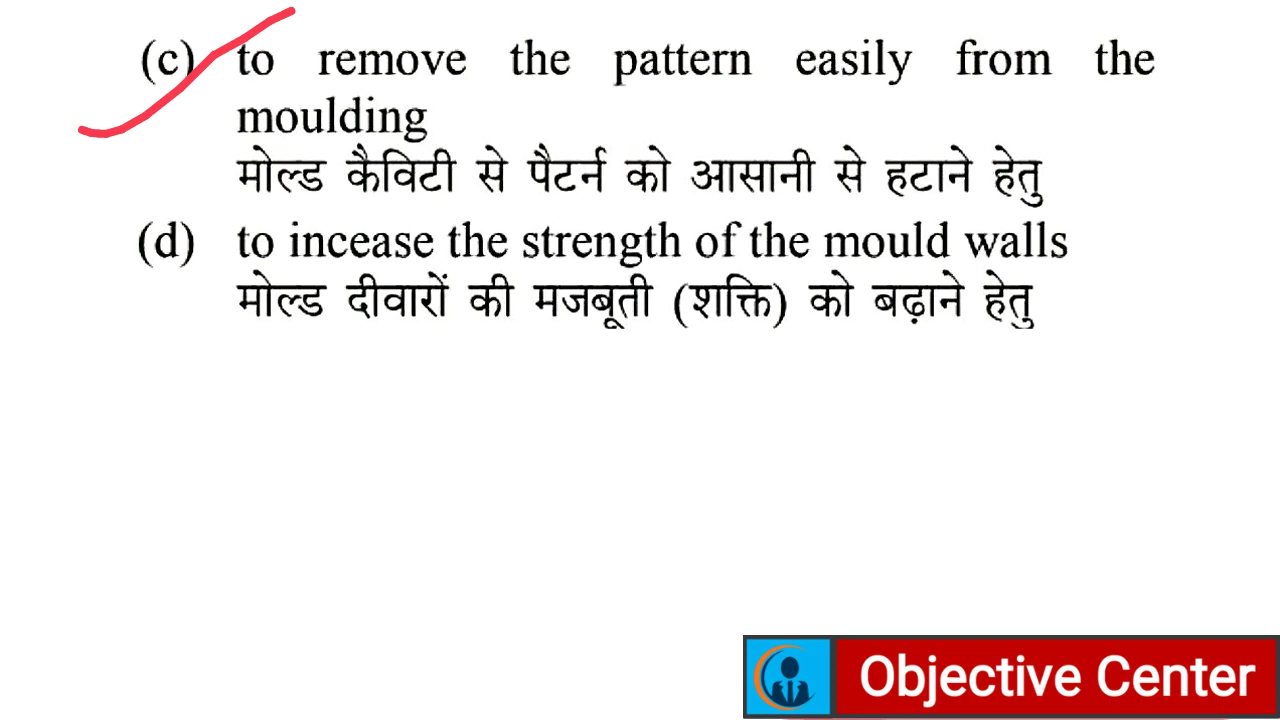 (c) to remove the pattern easily from the
moulding
मोल्ड कैविटी से पैटर्न को आसानी से हटाने हेतु
(d) to incease the strength of the mould walls
मोल्ड दीवारों की मजबूती (शक्ति) को बढ़ाने हेतु
Objective Center